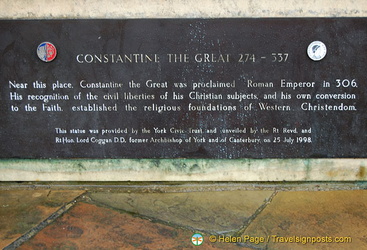 CONSTANTINE THE GREAT 274 - 337
Near this place, Constantine the Great was proclaimed Roman Emperor in 306.
His recognition of the civil liberties of his Christian subjects, and his own conversion
to the Faith, established the religious foundations of Western Christendom.
This statue was provided by the York Civic Trust, and unveiled by the Rt Revd. and
Rt Hon. Lord Coggan D.D., former Archbishop of York and of Canterbury, on 25 July 1998.
© Helen Page / Travelsignposts.com